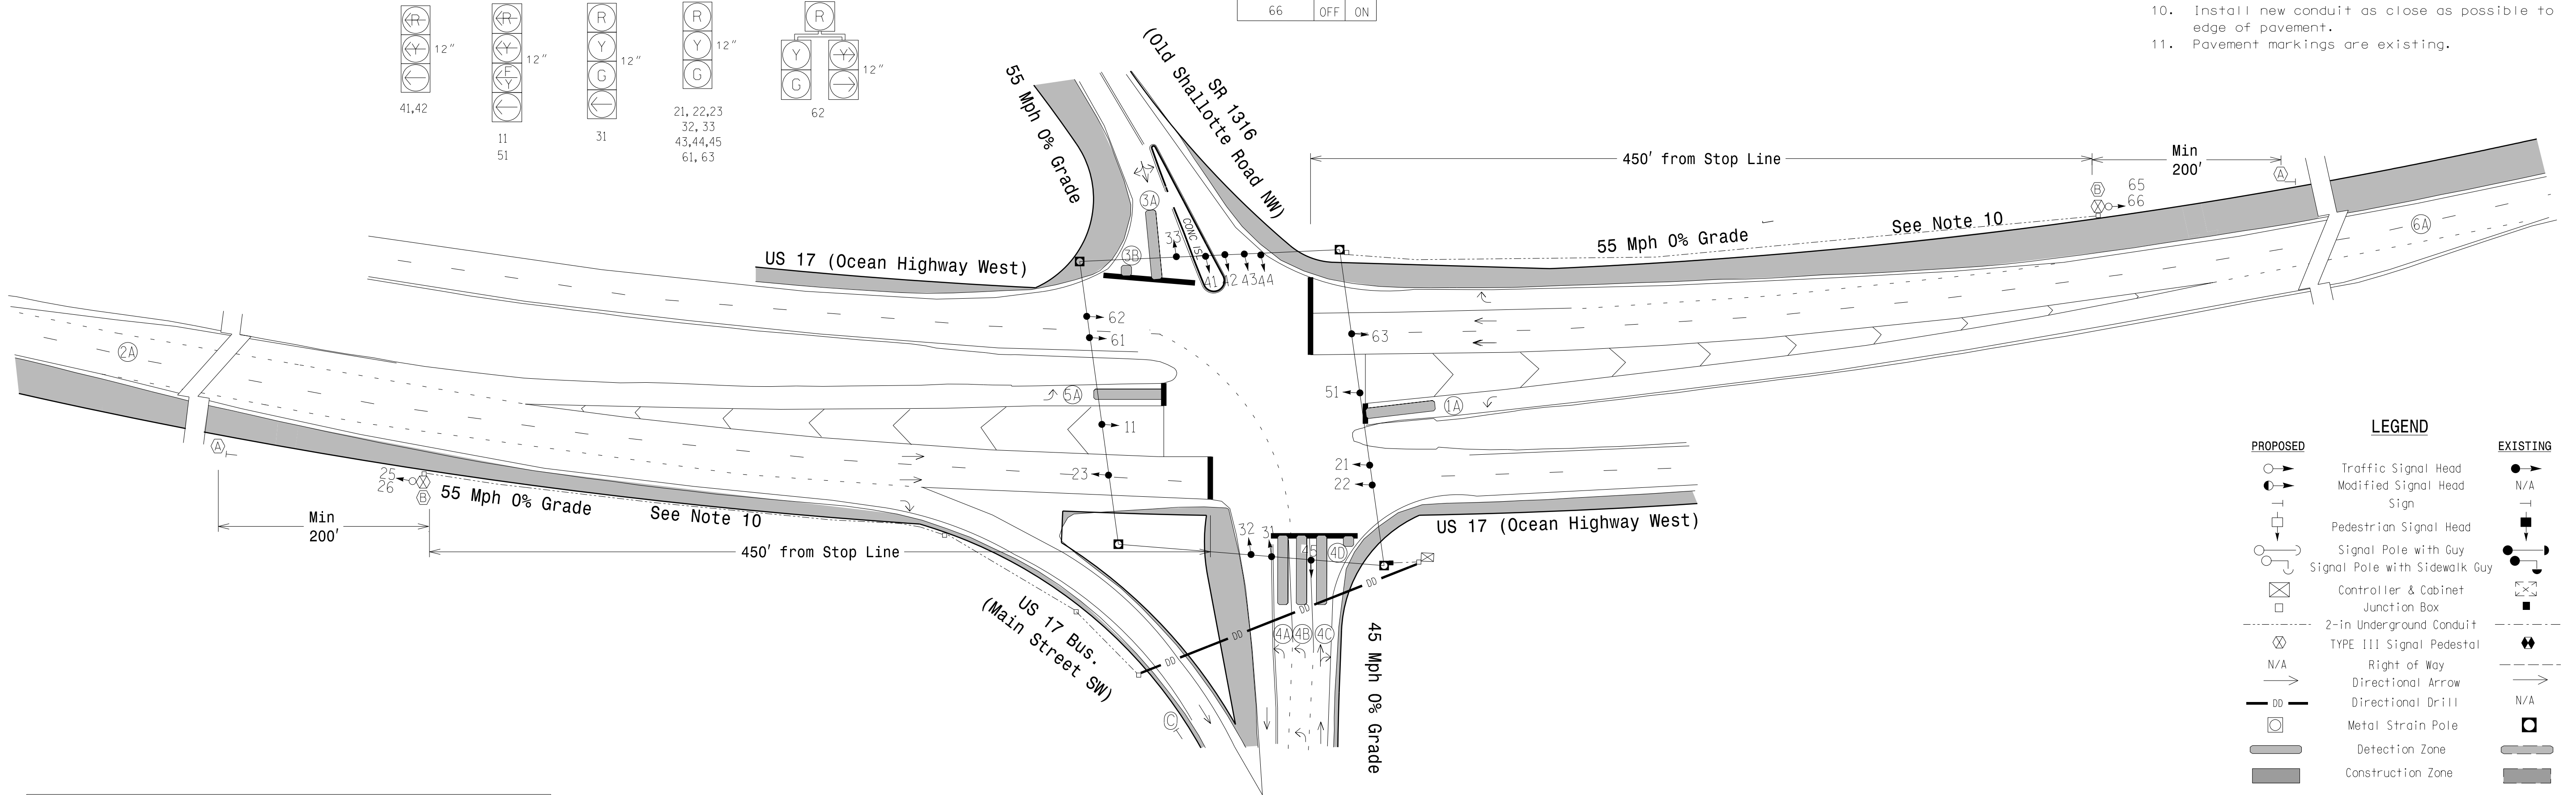 66 OFF ON
10. Install new conduit as close as possible to
edge of pavement.
11. Pavement markings are existing.
R
Y
12"
41,42
R
Y
F
Y
12"
11
51
R
Y
G
12"
31
R
Y
G
12"
21, 22,23
32, 33
43,44,45
61, 63
R
Y Y
G
12"
62
55 Mph 0% Grade
SR 1316
(Old Shallotte Road NW)
450' from Stop Line
Min
200'
A
B
65
66
6A
See Note 10
55 Mph 0% Grade
US 17 (Ocean Highway West)
3A
3B
33
CONC ISL
41 42 43 44
62
61
63
2A
5A
51
1A
11
23
21
22
A
25
26
B
55 Mph 0% Grade
See Note 10
Min
200'
450' from Stop Line
US 17 (Ocean Highway West)
32 31
45
4D
DD
DD
DD
DD
4A 4B 4C
US 17 Bus.
(Main Street SW)
C
45 Mph 0% Grade
LEGEND
PROPOSED EXISTING
Traffic Signal Head
Modified Signal Head N/A
Sign
Pedestrian Signal Head
Signal Pole with Guy
Signal Pole with Sidewalk Guy
Controller & Cabinet
Junction Box
2-in Underground Conduit
TYPE III Signal Pedestal
N/A Right of Way
Directional Arrow
DD Directional Drill N/A
Metal Strain Pole
Detection Zone
Construction Zone